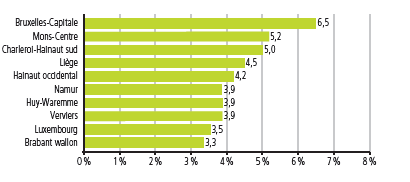 Bruxelles-Capitale 6,5
Mons-Centre 5,2
Charleroi-Hainaut sud 5,0
Liège 4,5
Hainaut occidental 4,2
Namur 3,9
Huy-Waremme 3,9
Verviers 3,9
Luxembourg 3,5
Brabant wallon 3,3
0 % 1 % 2 % 3 % 4 % 5 % 6 % 7 % 8 %